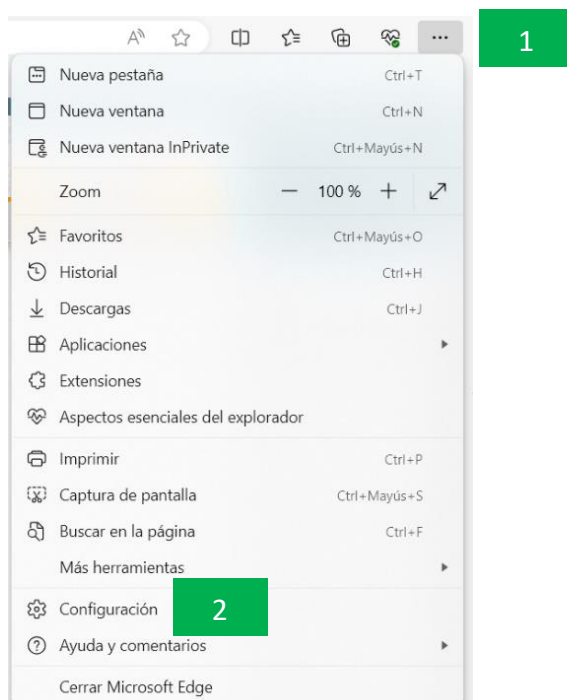 A
1
Nueva pestaña Ctrl+T
Nueva ventana Ctrl+N
Nueva ventana InPrivate Ctrl+Mayús+N
Zoom — 100 % +
Favoritos Ctrl+Mayús+O
Historial Ctrl+H
Descargas Ctrl+J
Aplicaciones
Extensiones
Aspectos esenciales del explorador
Imprimir Ctrl+P
Captura de pantalla Ctrl+Mayús+S
Buscar en la página Ctrl+F
Más herramientas
Configuración 2
Ayuda y comentarios
Cerrar Microsoft Edge